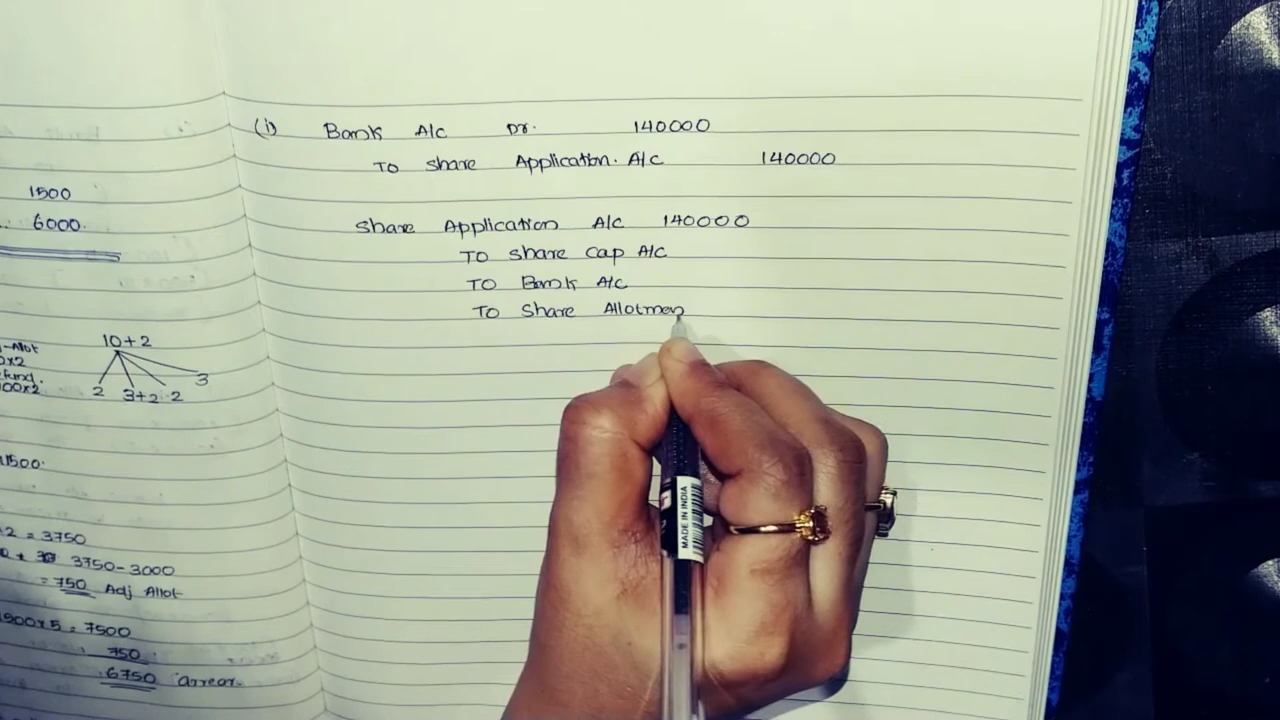 1500
6000.
10+2
2 3+2 2 3
1500.
2 = 3750
3750-3000
= 750 Adj Allot
1500x5 = 7500
750
6750 arrear.
(i) Bank A/c Dr. 140000
To share Application. A/c 140000
Share Application A/c 140000
To share cap A/c
To Bank A/c
To Share Allotmen
MADE IN INDIA